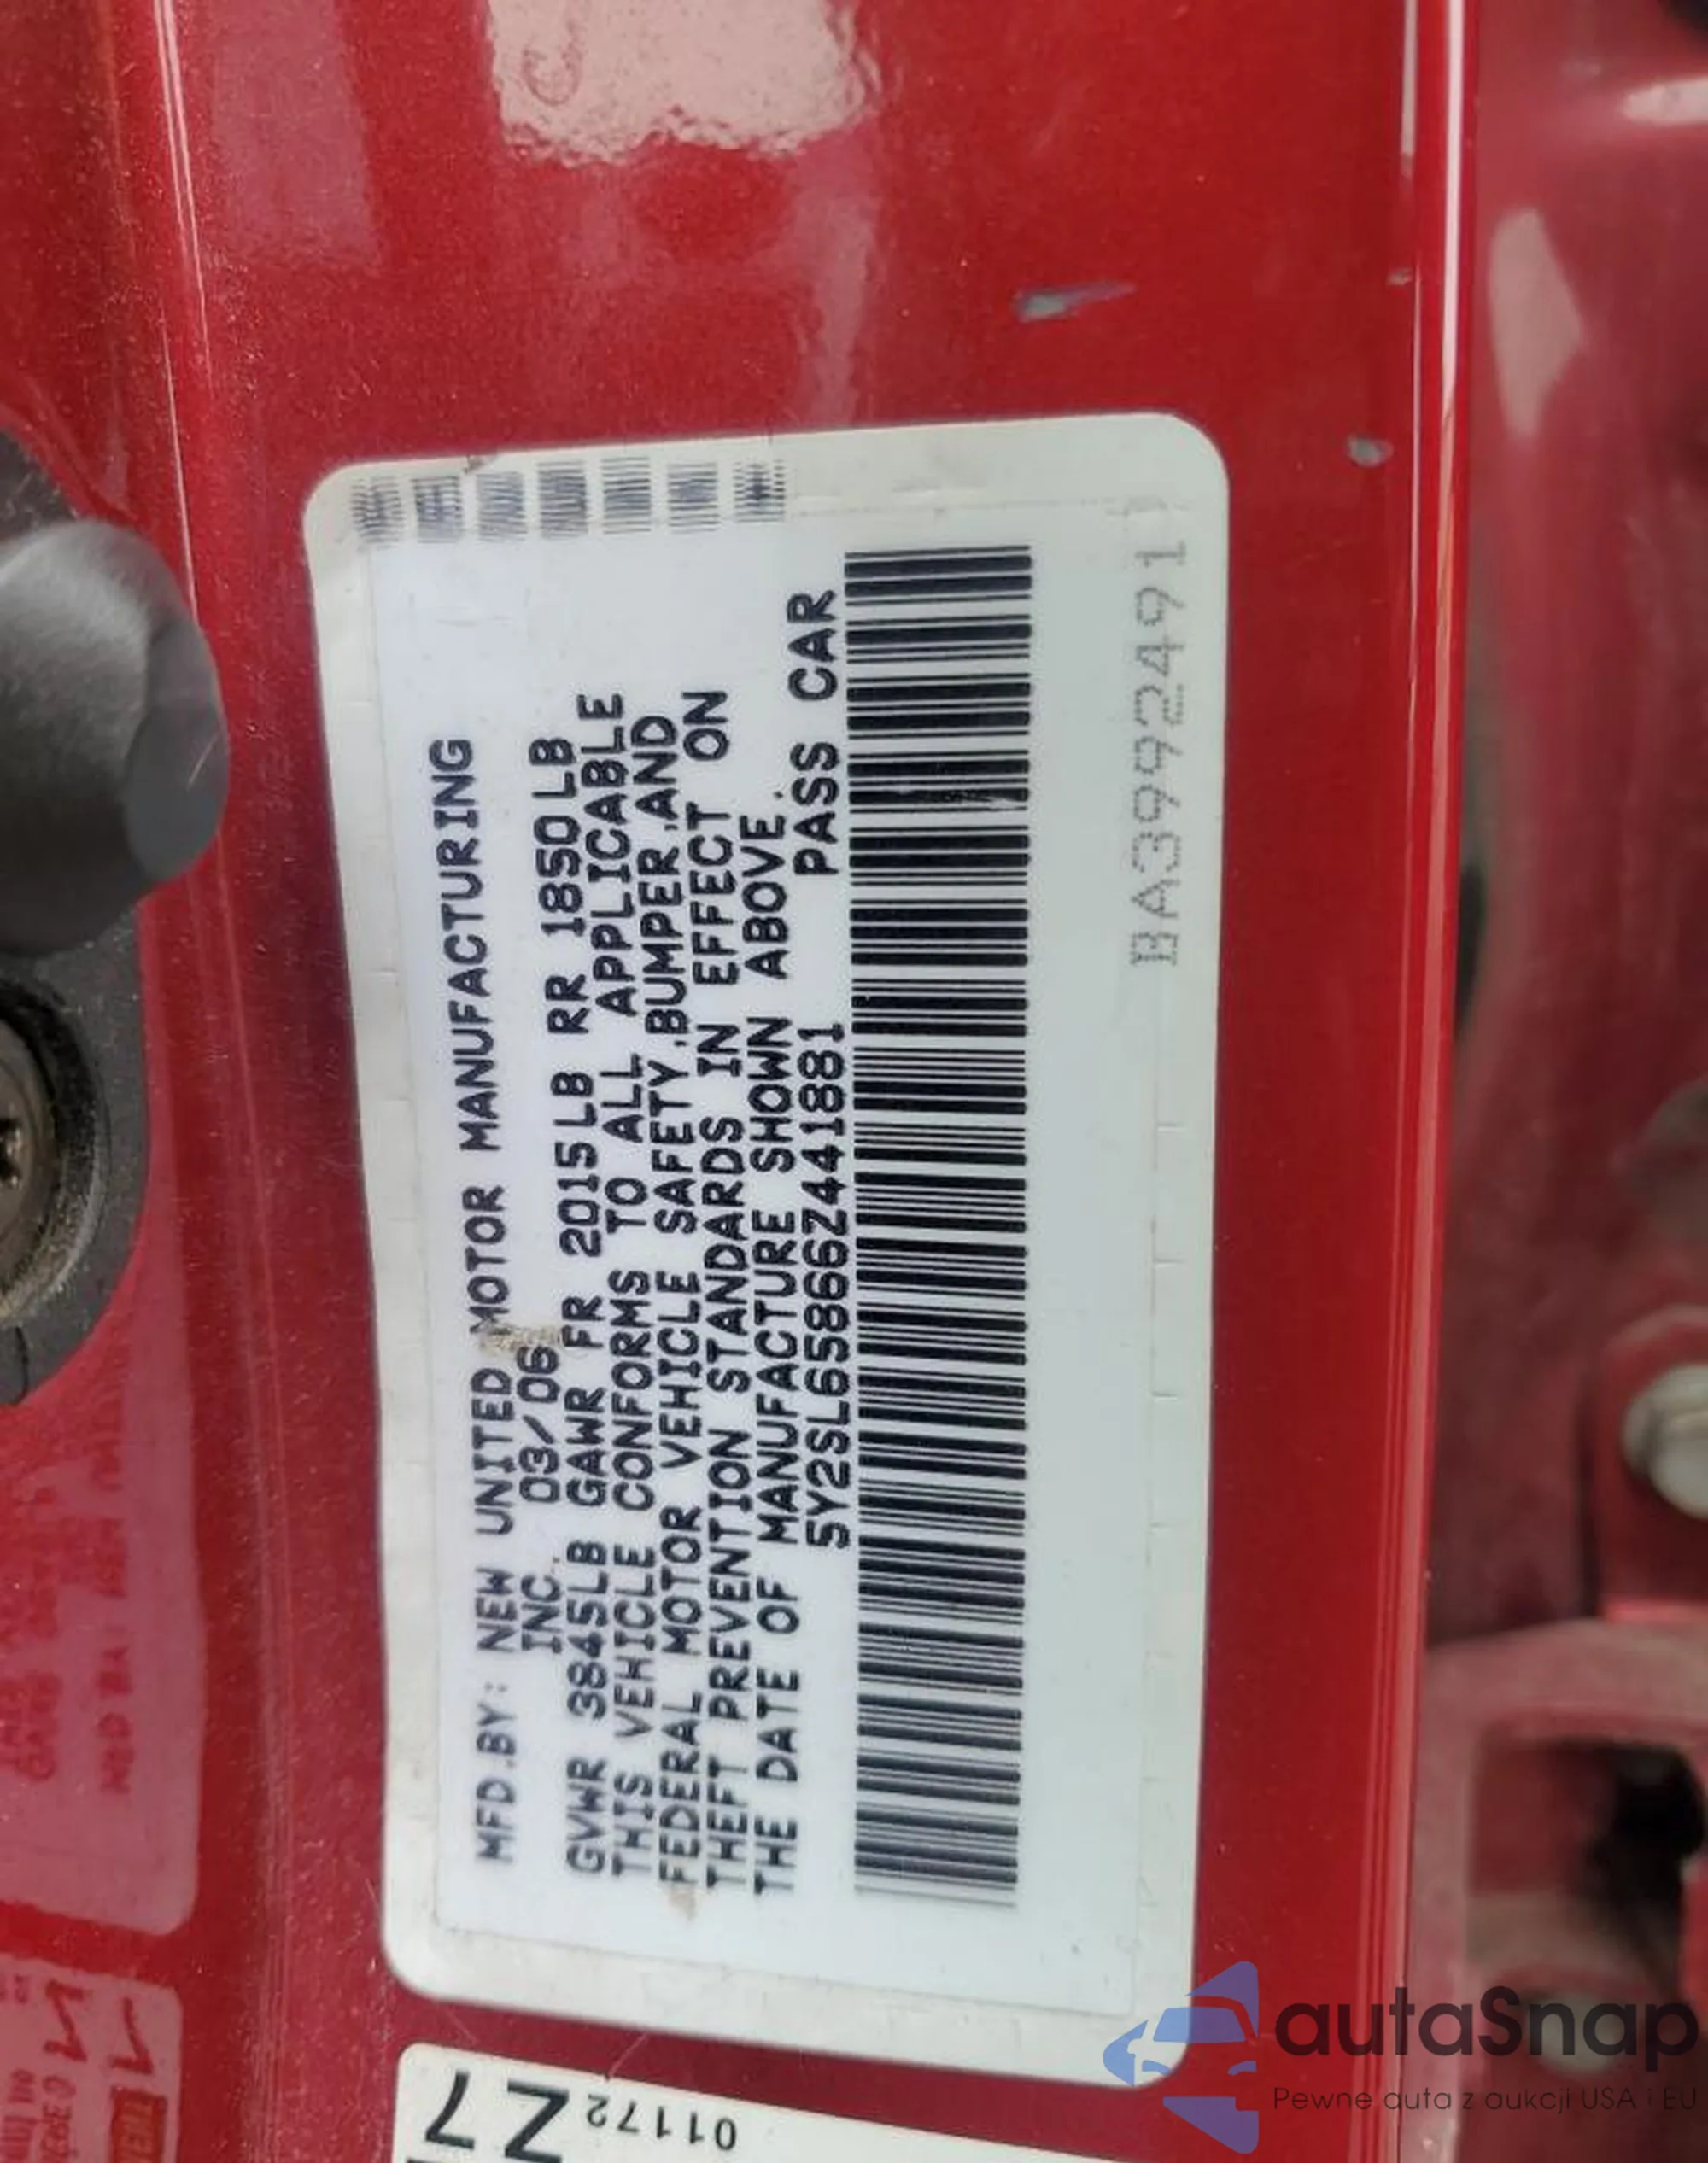 MFD.BY: NEW UNITED MOTOR MANUFACTURING
INC. 03/06
GVWR 3845LB GAWR FR 2015LB RR 1850LB
THIS VEHICLE CONFORMS TO ALL APPLICABLE
FEDERAL MOTOR VEHICLE SAFETY,BUMPER,AND
THEFT PREVENTION STANDARDS IN EFFECT ON
THE DATE OF MANUFACTURE SHOWN ABOVE.
5Y2SL65866Z441881 PASS CAR
BA3992491
Z7
01172
autaSnap
Pewne auta z aukcji USA i EU